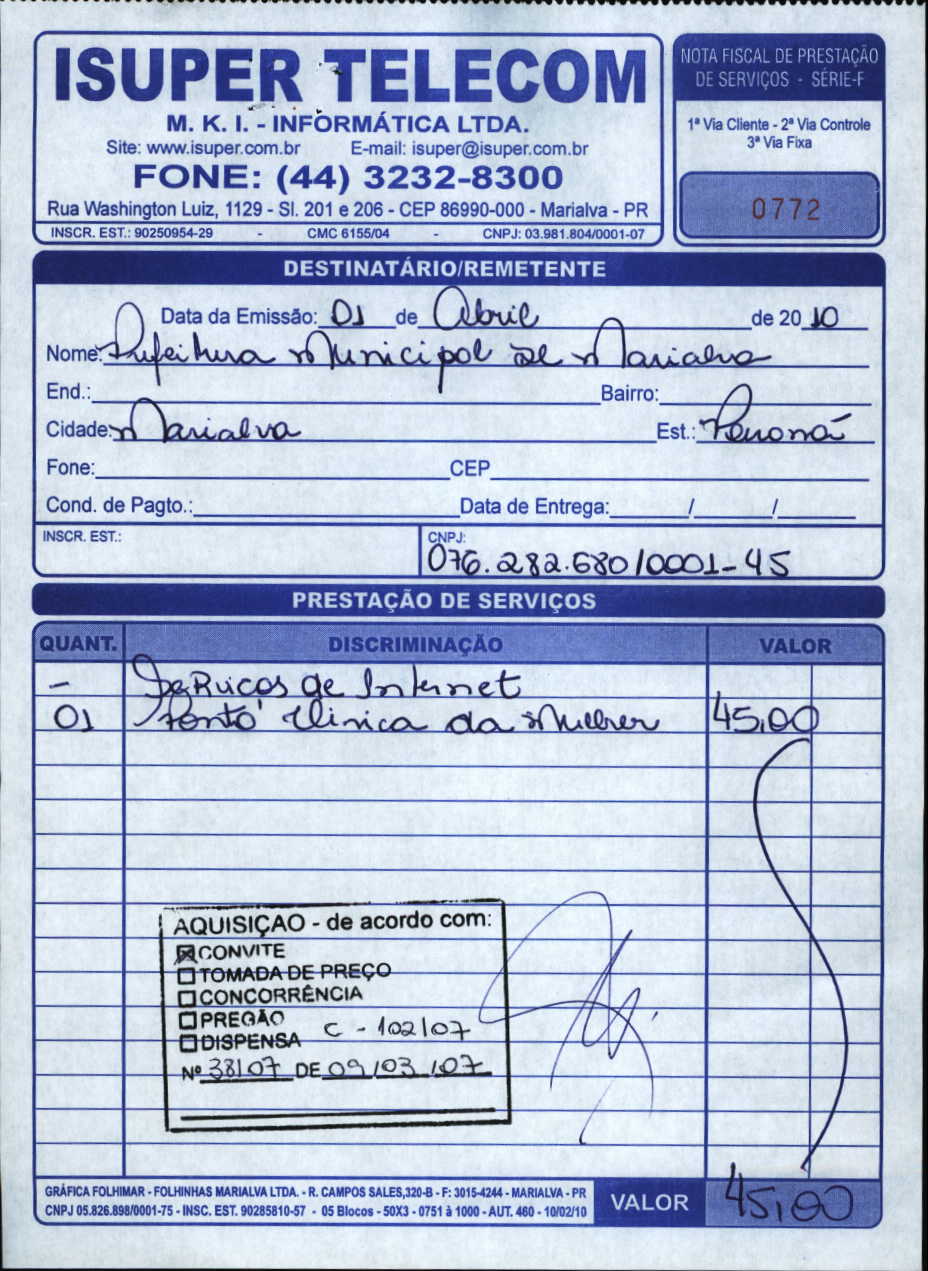 ISUPER TELECOM
M. K. I. - INFORMÁTICA LTDA.
Site: www.isuper.com.br E-mail: isuper@isuper.com.br
FONE: (44) 3232-8300
Rua Washington Luiz, 1129 - Sl. 201 e 206 - CEP 86990-000 - Marialva - PR
INSCR. EST.: 90250954-29 - CMC 6155/04 - CNPJ: 03.981.804/0001-07
NOTA FISCAL DE PRESTAÇÃO
DE SERVIÇOS - SÉRIE-F
1ª Via Cliente - 2ª Via Controle
3ª Via Fixa
0772
DESTINATÁRIO/REMETENTE
Data da Emissão: 01 de Abril de 2010
Nome: Prefeitura Municipal de Marialva
End.: Bairro:
Cidade: Marialva Est.: Paraná
Fone: CEP
Cond. de Pagto.: Data de Entrega: / /
INSCR. EST.: CNPJ:
076.282.680/0001-45
PRESTAÇÃO DE SERVIÇOS
QUANT. DISCRIMINAÇÃO VALOR
- Serviços de Internet
01 Ponto Clinica da Mulher 45,00
AQUISIÇAO - de acordo com:
CONVITE
TOMADA DE PREÇO
CONCORRÊNCIA
PREGÃO
DISPENSA C - 102/07
Nº 38/07 DE 09/03/07
GRÁFICA FOLHIMAR - FOLHINHAS MARIALVA LTDA. - R. CAMPOS SALES,320-B - F: 3015-4244 - MARIALVA - PR
CNPJ 05.826.898/0001-75 - INSC. EST. 90285810-57 - 05 Blocos - 50X3 - 0751 à 1000 - AUT. 460 - 10/02/10
VALOR 45,00